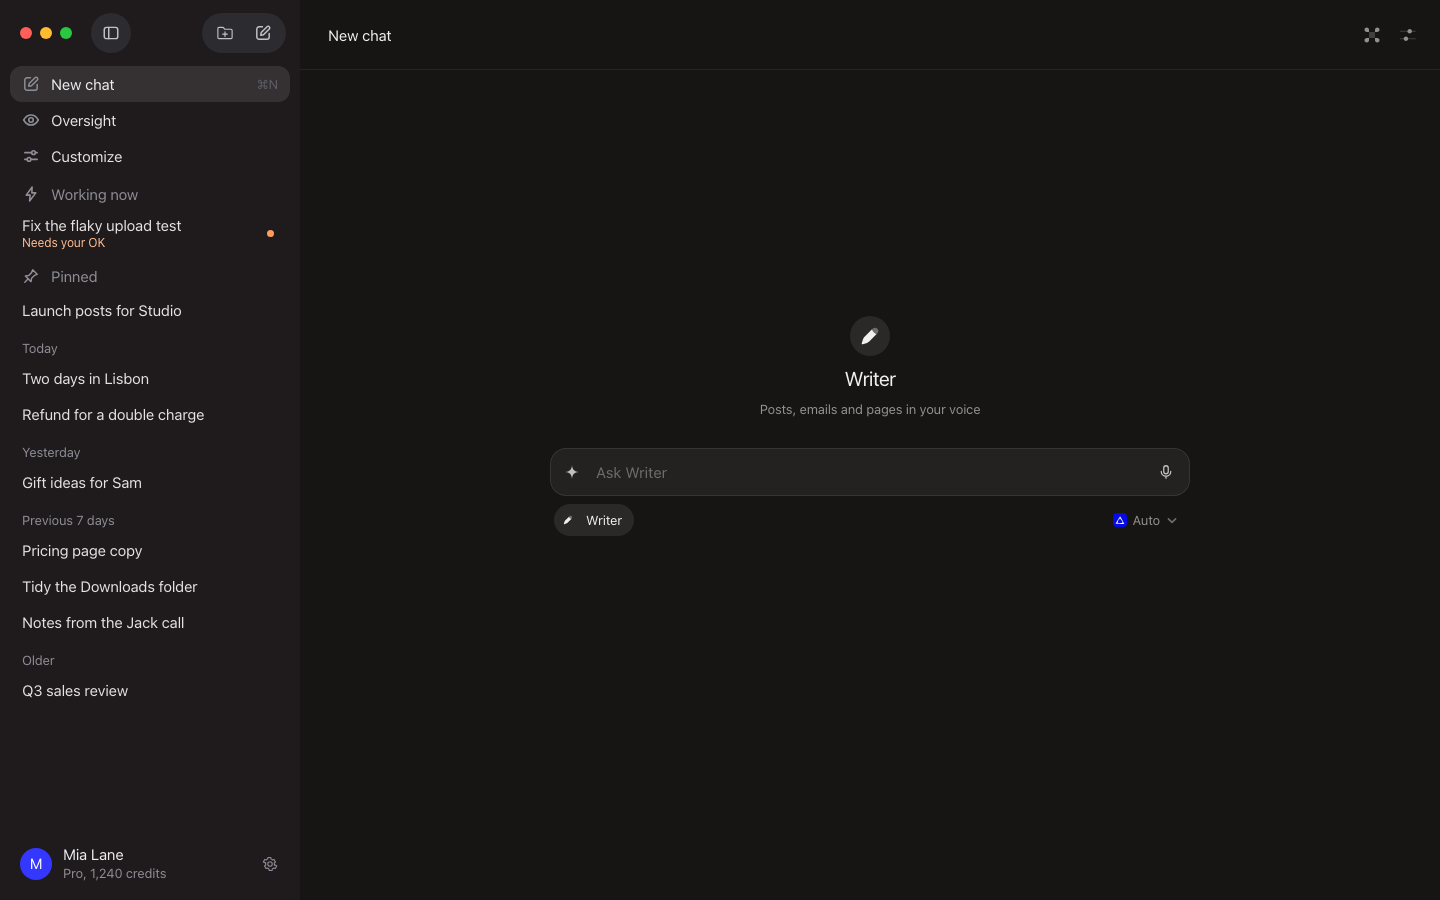 New chat
⌘N
Oversight
Customize
Working now
Fix the flaky upload test
Needs your OK
Pinned
Launch posts for Studio
Today
Two days in Lisbon
Refund for a double charge
Yesterday
Gift ideas for Sam
Previous 7 days
Pricing page copy
Tidy the Downloads folder
Notes from the Jack call
Older
Q3 sales review
M
Mia Lane
Pro, 1,240 credits
New chat
Writer
Posts, emails and pages in your voice
Ask Writer
Writer
Auto